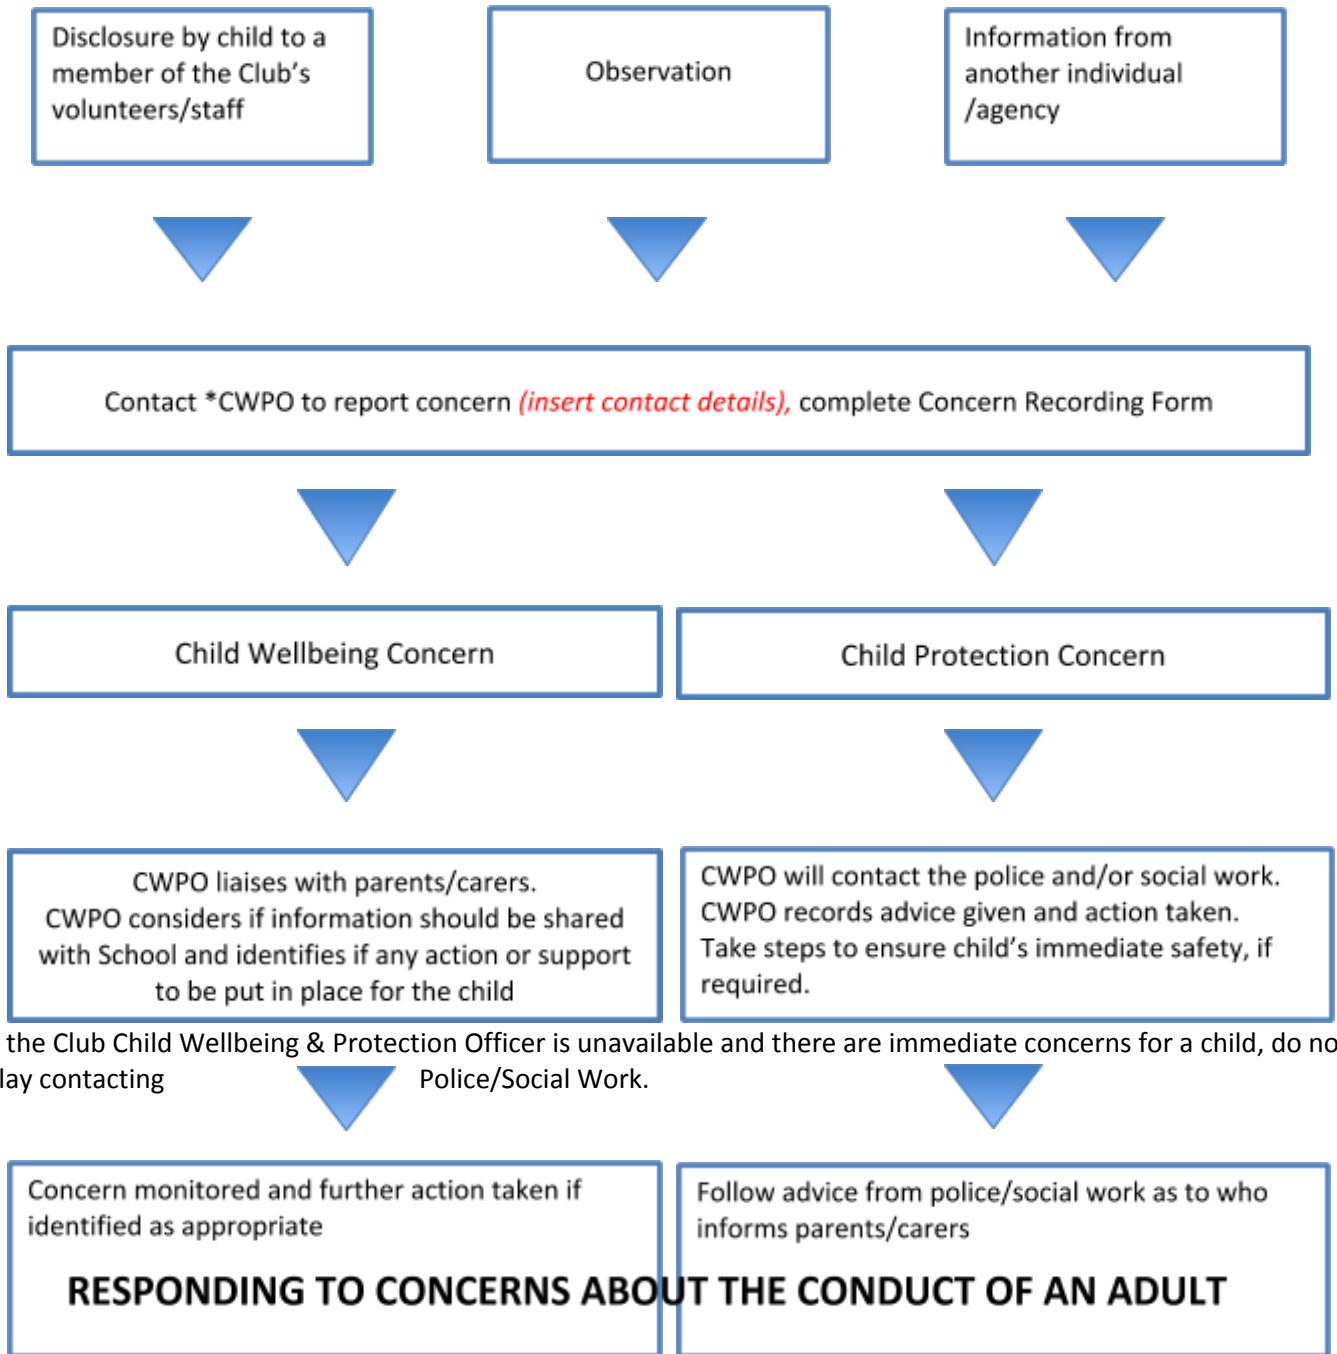 Disclosure by child to a
member of the Club's
volunteers/staff
Observation
Information from
another individual
/agency
Contact *CWPO to report concern (insert contact details), complete Concern Recording Form
Child Wellbeing Concern
Child Protection Concern
CWPO liaises with parents/carers.
CWPO considers if information should be shared
with School and identifies if any action or support
to be put in place for the child
CWPO will contact the police and/or social work.
CWPO records advice given and action taken.
Take steps to ensure child's immediate safety, if
required.
the Club Child Wellbeing & Protection Officer is unavailable and there are immediate concerns for a child, do no
lay contacting Police/Social Work.
Concern monitored and further action taken if
identified as appropriate
Follow advice from police/social work as to who
informs parents/carers
RESPONDING TO CONCERNS ABOUT THE CONDUCT OF AN ADULT